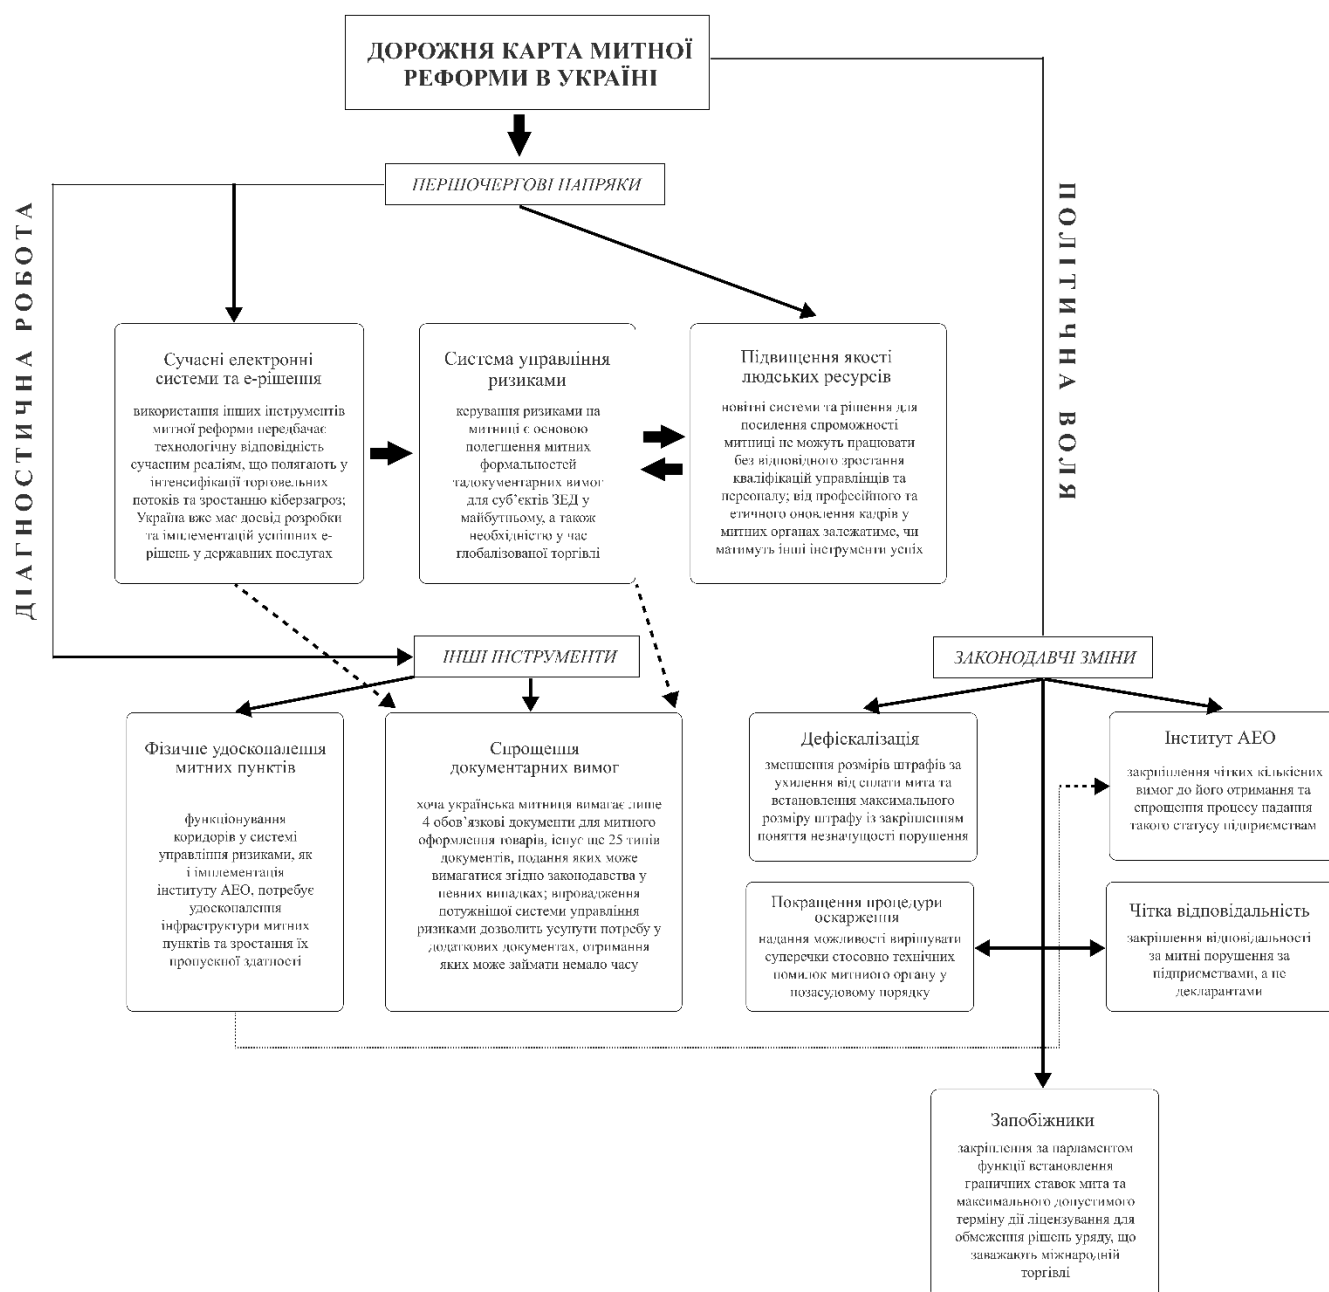 ДОРОЖНЯ КАРТА МИТНОЇ
РЕФОРМИ В УКРАЇНІ
ПЕРШОЧЕРГОВІ НАПРЯКИ
ДІАГНОСТИЧНА РОБОТА
ПОЛІТИЧНА ВОЛЯ
Сучасні електронні
системи та е-рішення
використання інших інструментів
митної реформи передбачає
технологічну відповідність
сучасним реаліям, що полягають у
інтенсифікації торговельних
потоків та зростанню кіберзагроз;
Україна вже має досвід розробки
та імплементацій успішних е-
рішень у державних послугах
Система управління
ризиками
керування ризиками на
митниці є основою
полегшення митних
формальностей
тадокументарних вимог
для суб’єктів ЗЕД у
майбутньому, а також
необхідністю у час
глобалізованої торгівлі
Підвищення якості
людських ресурсів
новітні системи та рішення для
посилення спроможності
митниці не можуть працювати
без відповідного зростання
кваліфікацій управлінців та
персоналу; від професійного та
етичного оновлення кадрів у
митних органах залежатиме, чи
матимуть інші інструменти успіх
ІНШІ ІНСТРУМЕНТИ
ЗАКОНОДАВЧІ ЗМІНИ
Фізичне удосконалення
митних пунктів
функціонування
коридорів у системі
управління ризиками, як
і імплементація
інституту АЕО, потребує
удосконалення
інфраструктури митних
пунктів та зростання їх
пропускної здатності
Спрощення
документарних вимог
хоча українська митниця вимагає лише
4 обов’язкові документи для митного
оформлення товарів, існує ще 25 типів
документів, подання яких може
вимагатися згідно законодавства у
певних випадках; впровадження
потужнішої системи управління
ризиками дозволить усунути потребу у
додаткових документах, отримання
яких може займати немало часу
Дефіскалізація
зменшення розмірів штрафів за
ухилення від сплати мита та
встановлення максимального
розміру штрафу із закріпленням
поняття незначущості порушення
Інститут АЕО
закріплення чітких кількісних
вимог до його отримання та
спрощення процесу надання
такого статусу підприємствам
Покращення процедури
оскарження
надання можливості вирішувати
суперечки стосовно технічних
помилок митного органу у
позасудовому порядку
Чітка відповідальність
закріплення відповідальності
за митні порушення за
підприємствами, а не
декларантами
Запобіжники
закріплення за парламентом
функції встановлення
граничних ставок мита та
максимального допустимого
терміну дії ліцензування для
обмеження рішень уряду, що
заважають міжнародній
торгівлі